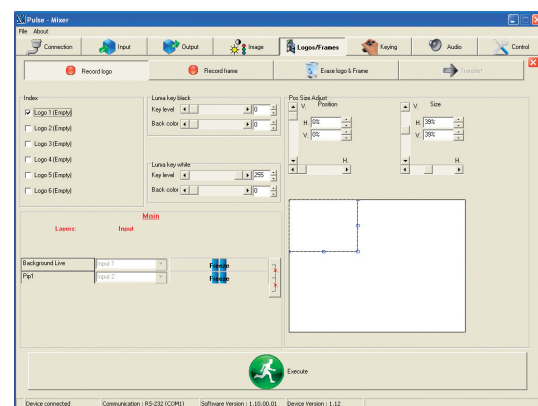 Pulse - Mixer
File About
Connection Input Output Image Logos/Frames Keying Audio Control
Record logo Record frame Erase logo & Frame Transfer
Index Luma key black Pos Size Adjust
Logo 1 (Empty) Key level 0 V. Position V. Size
Logo 2 (Empty) Back color 0 H. 0% H. 39%
Logo 3 (Empty) V. 0% V. 39%
Logo 4 (Empty) Luma key while H. H.
Logo 5 (Empty) Key level 255
Logo 6 (Empty) Back color 0
Main
Layers: Input
Background Live Input 1 Freeze
Pip1 Input 2 Freeze
Execute
Device connected Communication : RS-232 (COM1) Software Version : 1.10.00.01 Device Version : 1.12